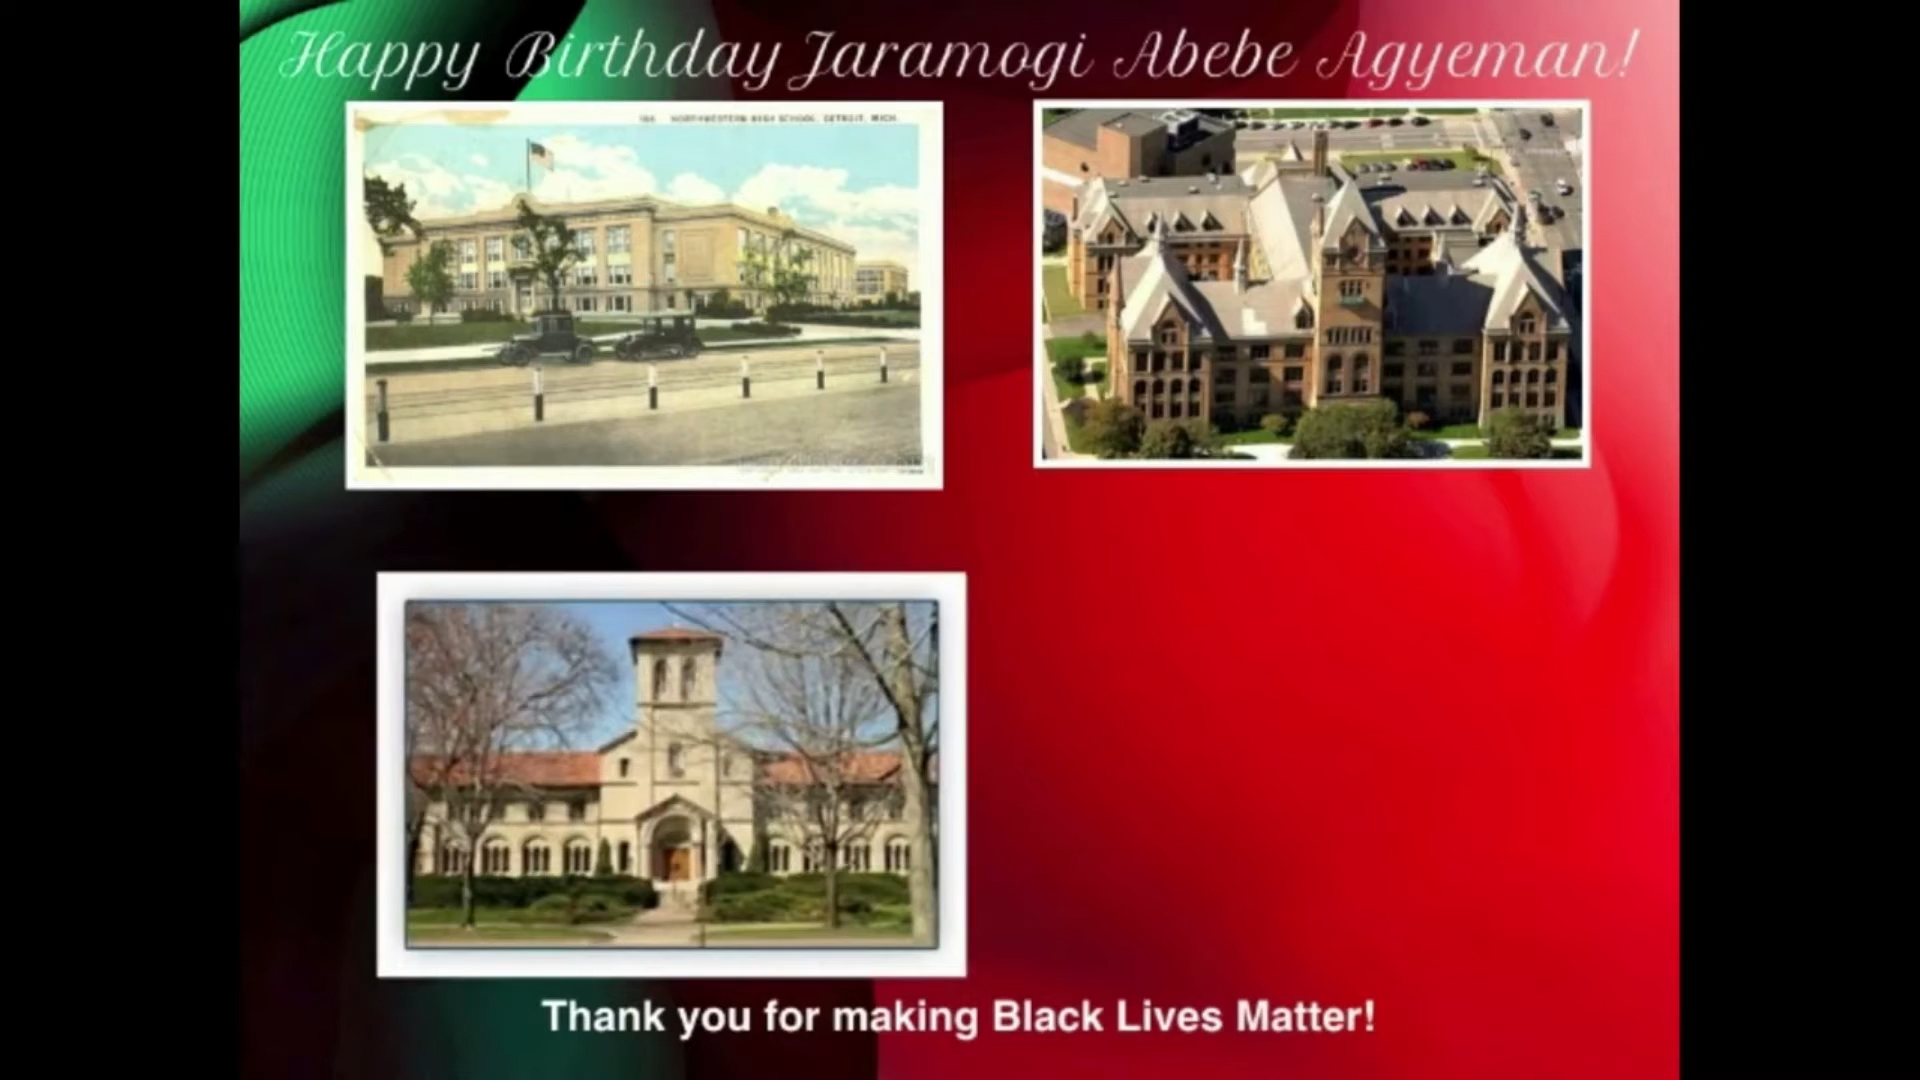 Happy Birthday Jaramogi Abebe Agyeman!
NORTHWESTERN HIGH SCHOOL, DETROIT, MICH.
Thank you for making Black Lives Matter!